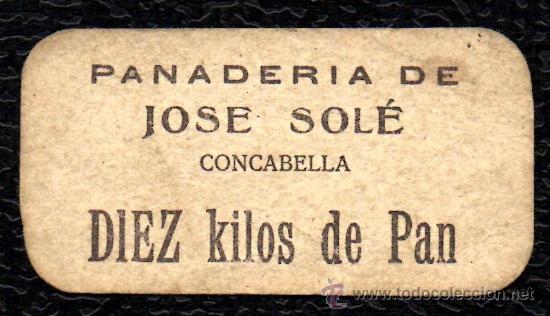 PANADERIA DE
JOSE SOLÉ
CONCABELLA
DIEZ kilos de Pan
© www.todocoleccion.net